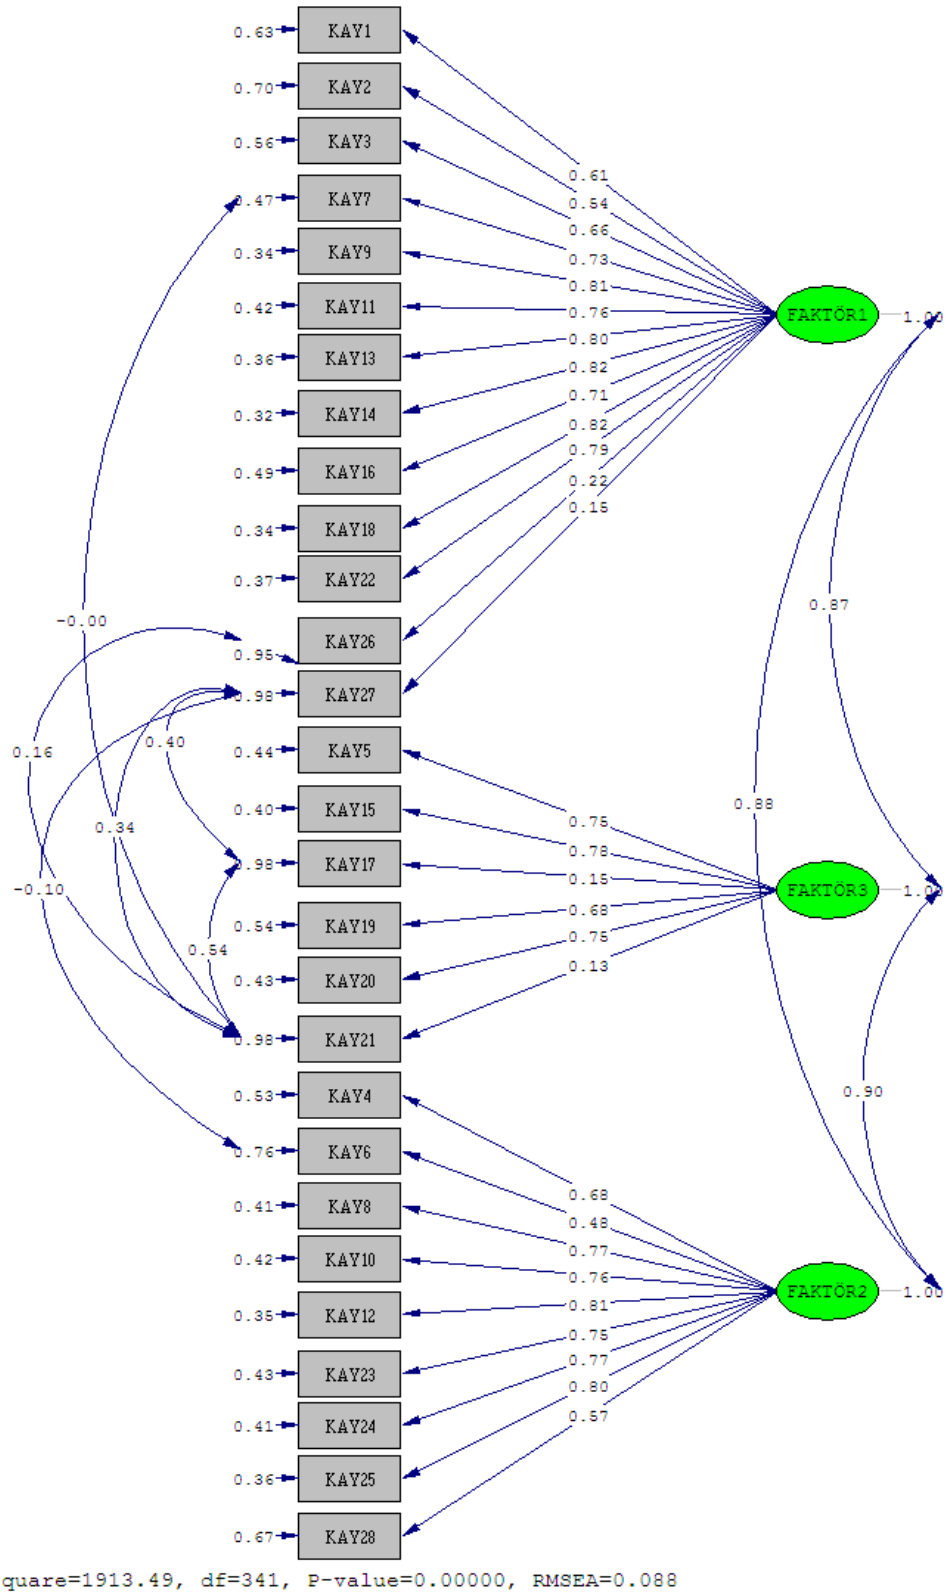 0.63 KAY1
0.70 KAY2
0.56 KAY3
0.61
0.54
0.47 KAY7
0.66
0.34 KAY9
0.73
0.81
0.42 KAY11
0.76
FAKTÖR1 1.00
0.80
0.36 KAY13
0.82
0.71
0.32 KAY14
0.82
0.79
0.49 KAY16
0.22
0.15
0.34 KAY18
0.37 KAY22
0.87
-0.00
0.95 KAY26
0.98 KAY27
0.40
0.16
0.44 KAY5
0.88
0.40 KAY15
0.75
0.34
0.78
0.98 KAY17
0.15
-0.10
FAKTÖR3 1.00
0.68
0.54 KAY19
0.54
0.75
0.13
0.43 KAY20
0.98 KAY21
0.90
0.53 KAY4
0.76 KAY6
0.68
0.41 KAY8
0.48
0.77
0.42 KAY10
0.76
FAKTÖR2 1.00
0.81
0.35 KAY12
0.75
0.77
0.43 KAY23
0.80
0.57
0.41 KAY24
0.36 KAY25
0.67 KAY28
quare=1913.49, df=341, P-value=0.00000, RMSEA=0.088